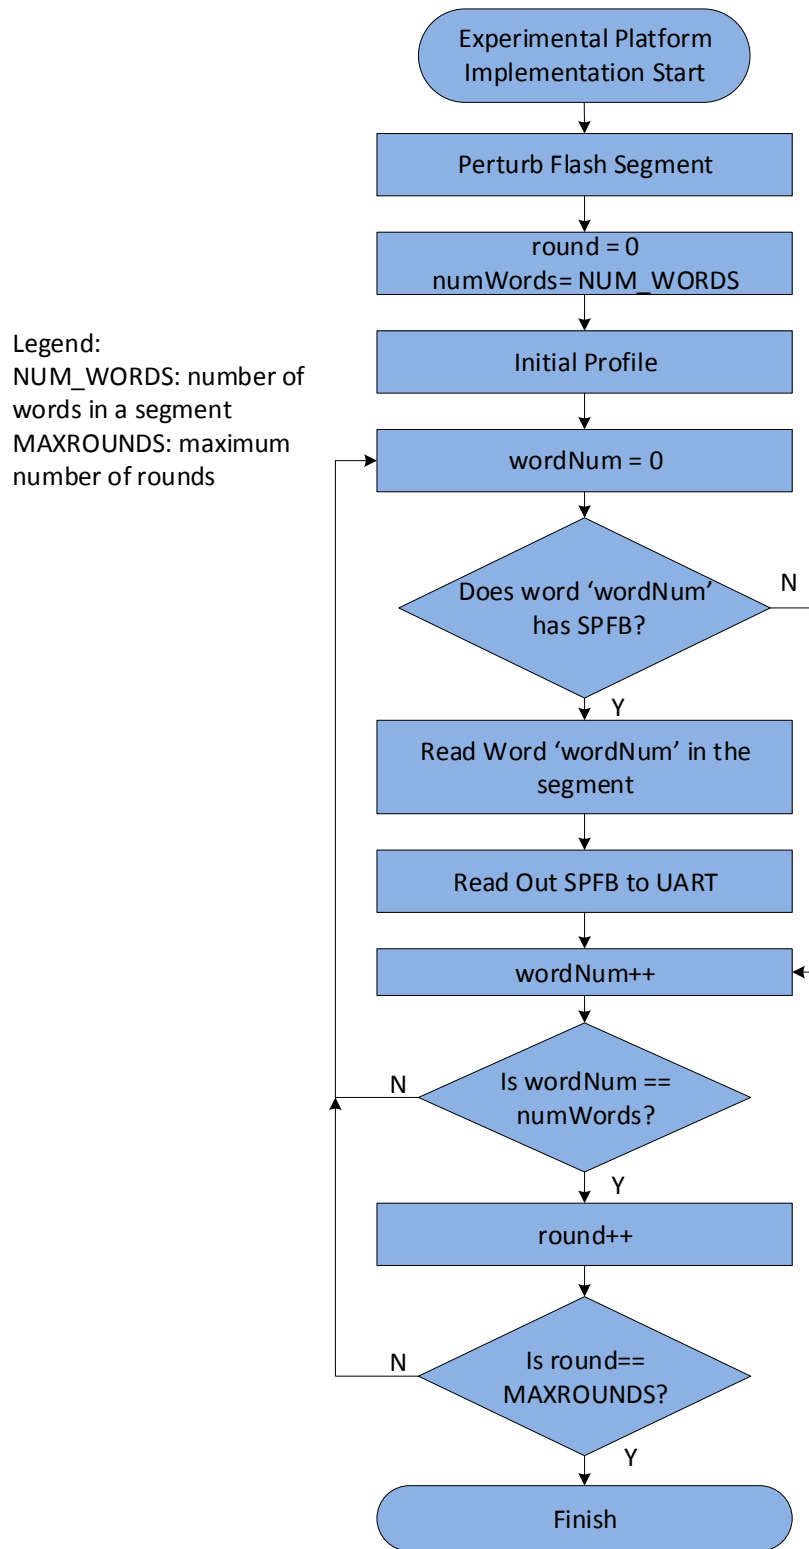 Experimental Platform
Implementation Start
Perturb Flash Segment
round = 0
numWords= NUM_WORDS
Legend:
NUM_WORDS: number of
words in a segment
MAXROUNDS: maximum
number of rounds
Initial Profile
wordNum = 0
Does word ‘wordNum’
has SPFB?
N
Y
Read Word ‘wordNum’ in the
segment
Read Out SPFB to UART
wordNum++
Is wordNum ==
numWords?
N
Y
round++
Is round==
MAXROUNDS?
N
Y
Finish